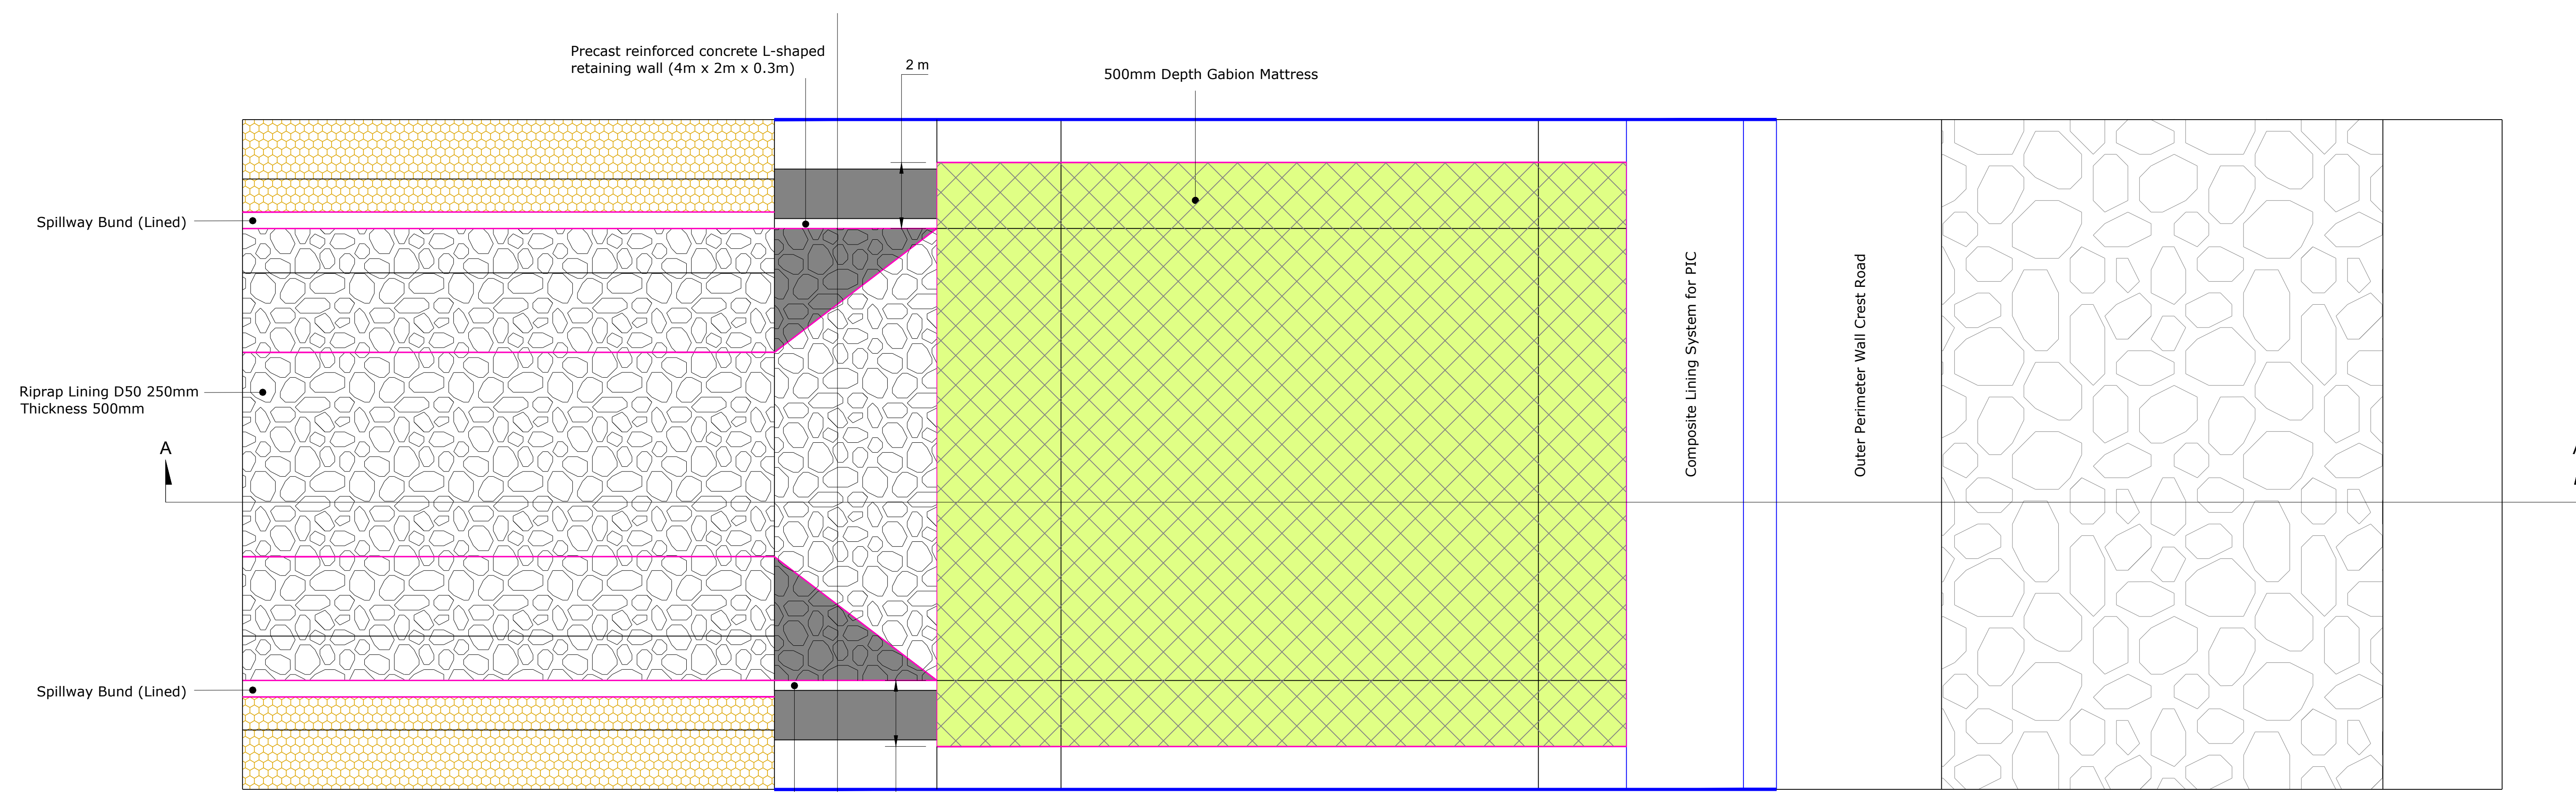 Precast reinforced concrete L-shaped
retaining wall (4m x 2m x 0.3m)
2 m
500mm Depth Gabion Mattress
Spillway Bund (Lined)
Riprap Lining D50 250mm
Thickness 500mm
A
Composite Lining System for PIC
Outer Perimeter Wall Crest Road
Spillway Bund (Lined)